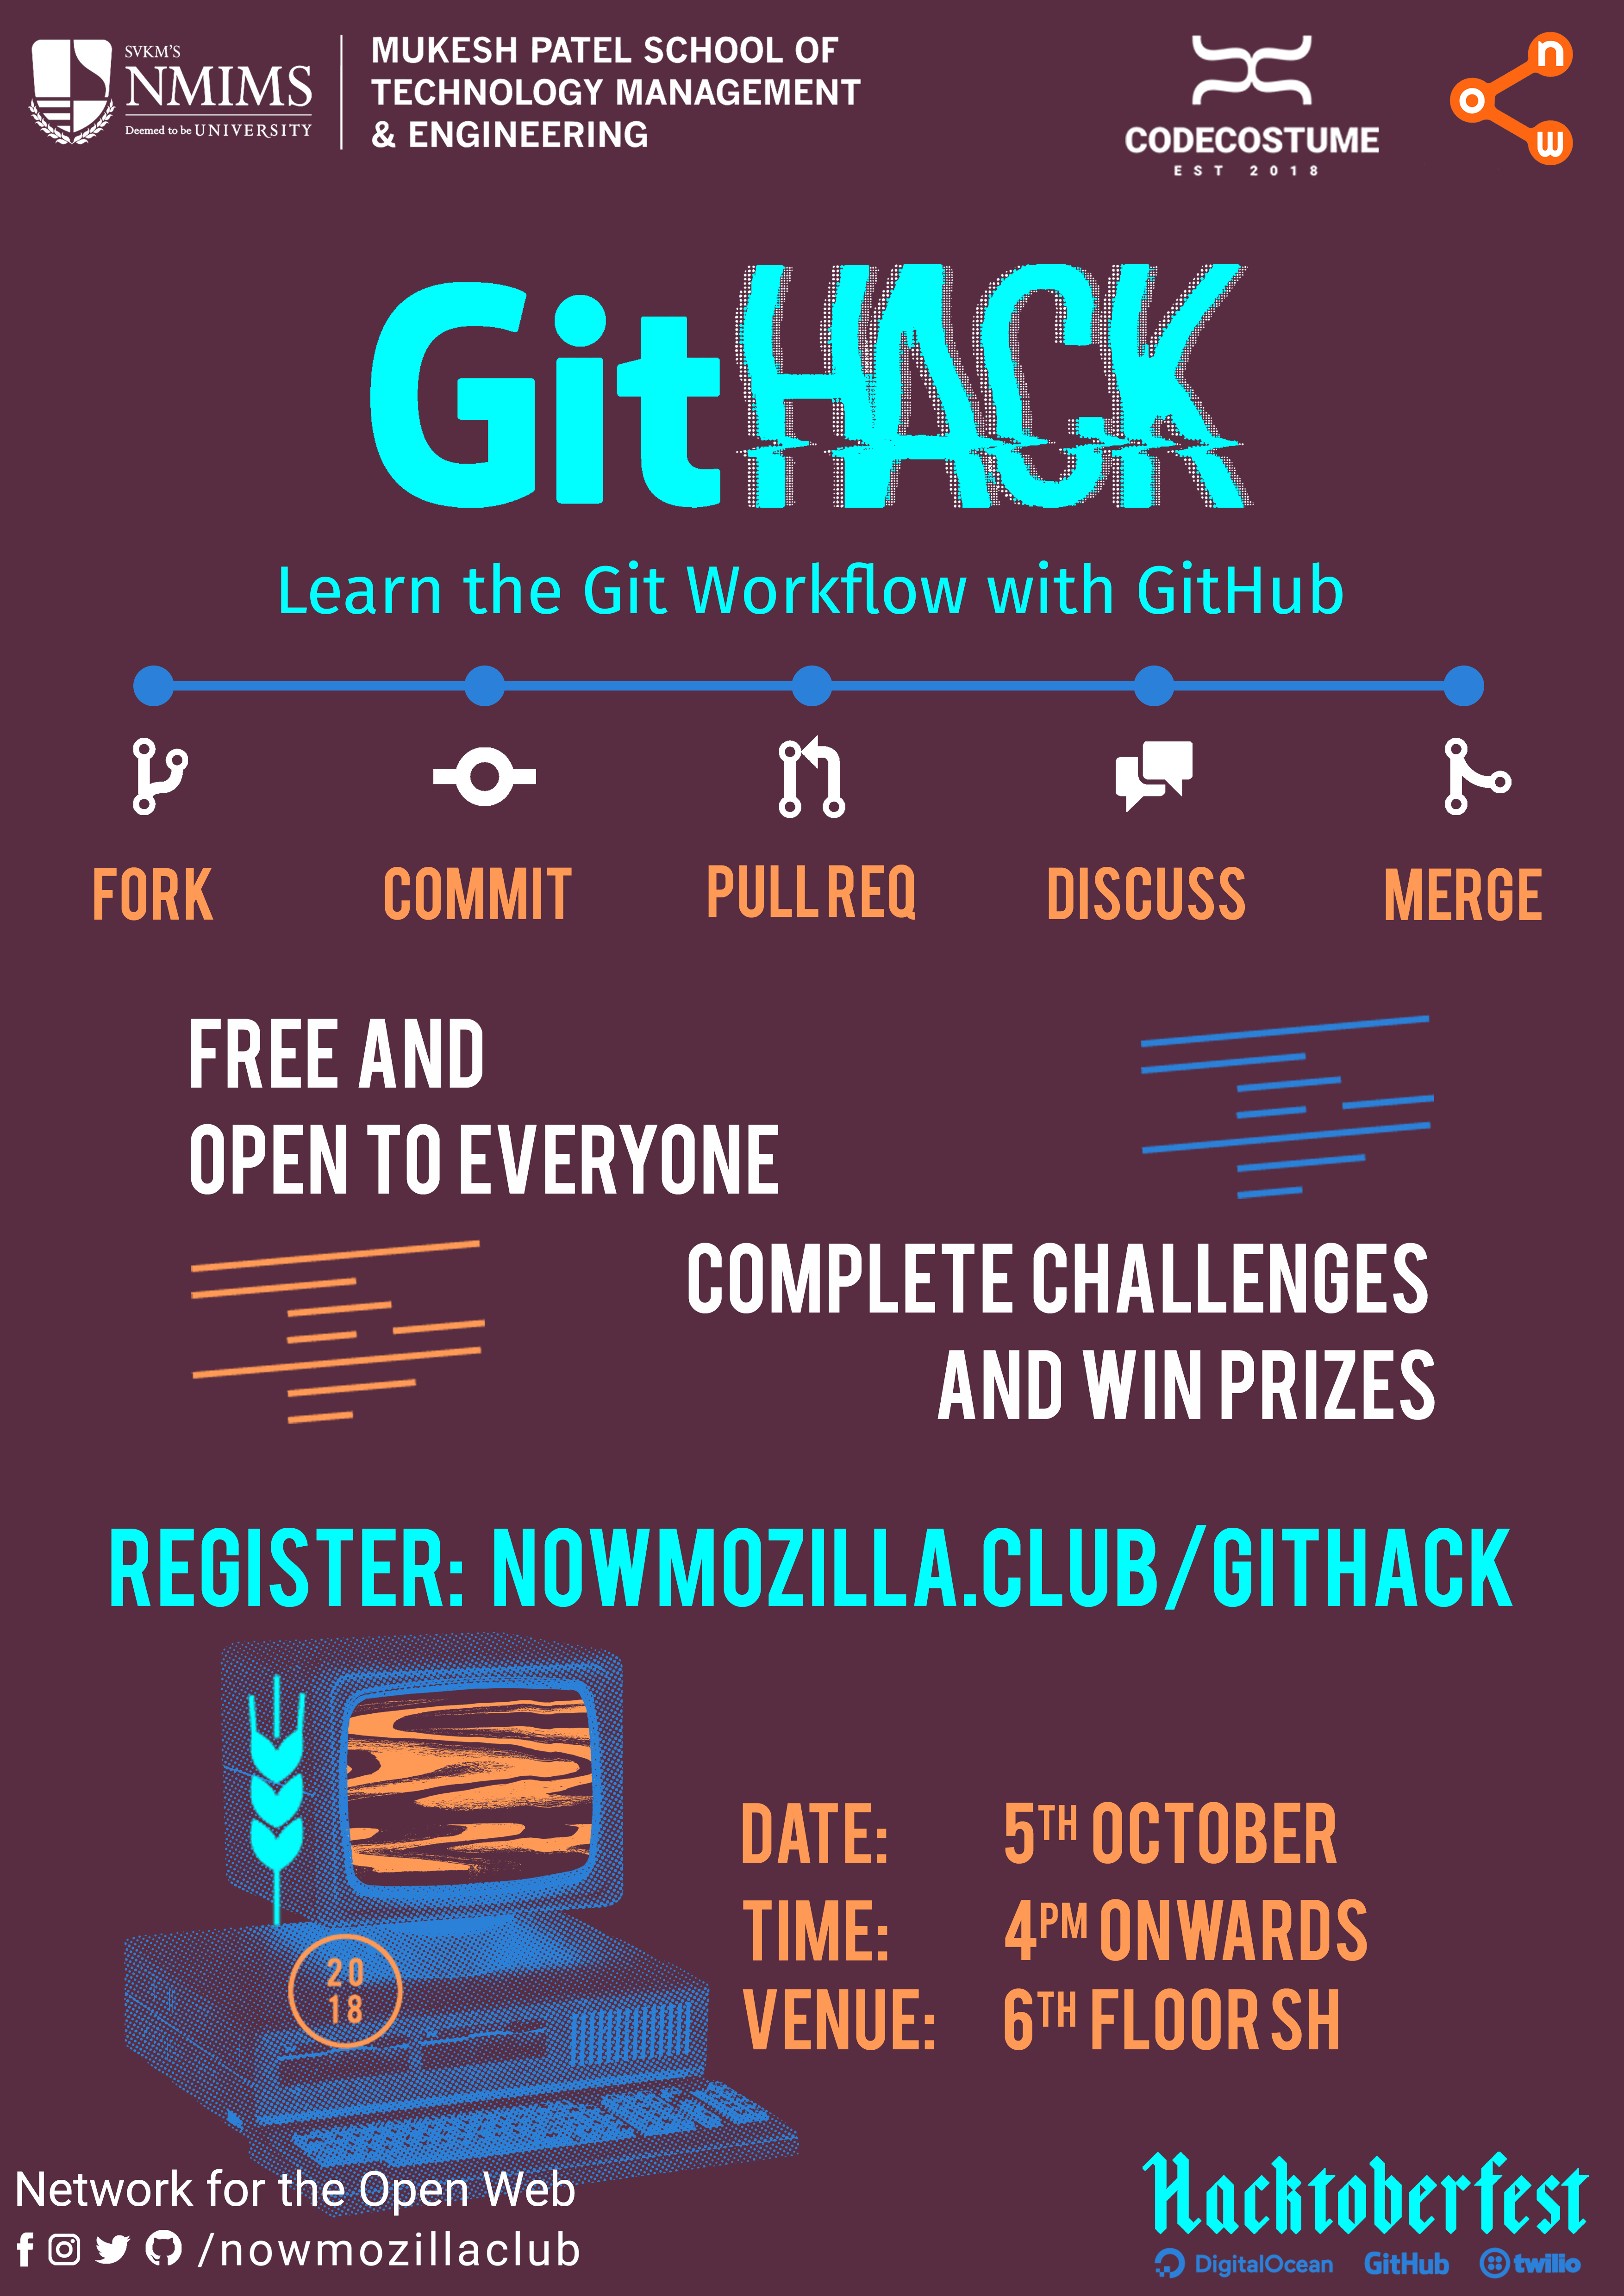 SVKM'S
NMIMS
Deemed to be UNIVERSITY
MUKESH PATEL SCHOOL OF
TECHNOLOGY MANAGEMENT
& ENGINEERING
CODECOSTUME
EST 2018
n
o
w
GitHACK
Learn the Git Workflow with GitHub
FORK COMMIT PULL REQ DISCUSS MERGE
FREE AND
OPEN TO EVERYONE
COMPLETE CHALLENGES
AND WIN PRIZES
REGISTER: NOWMOZILLA.CLUB/GITHACK
20
18
DATE: 5TH OCTOBER
TIME: 4PM ONWARDS
VENUE: 6TH FLOOR SH
Network for the Open Web
/nowmozillaclub
Hacktoberfest
DigitalOcean GitHub twilio